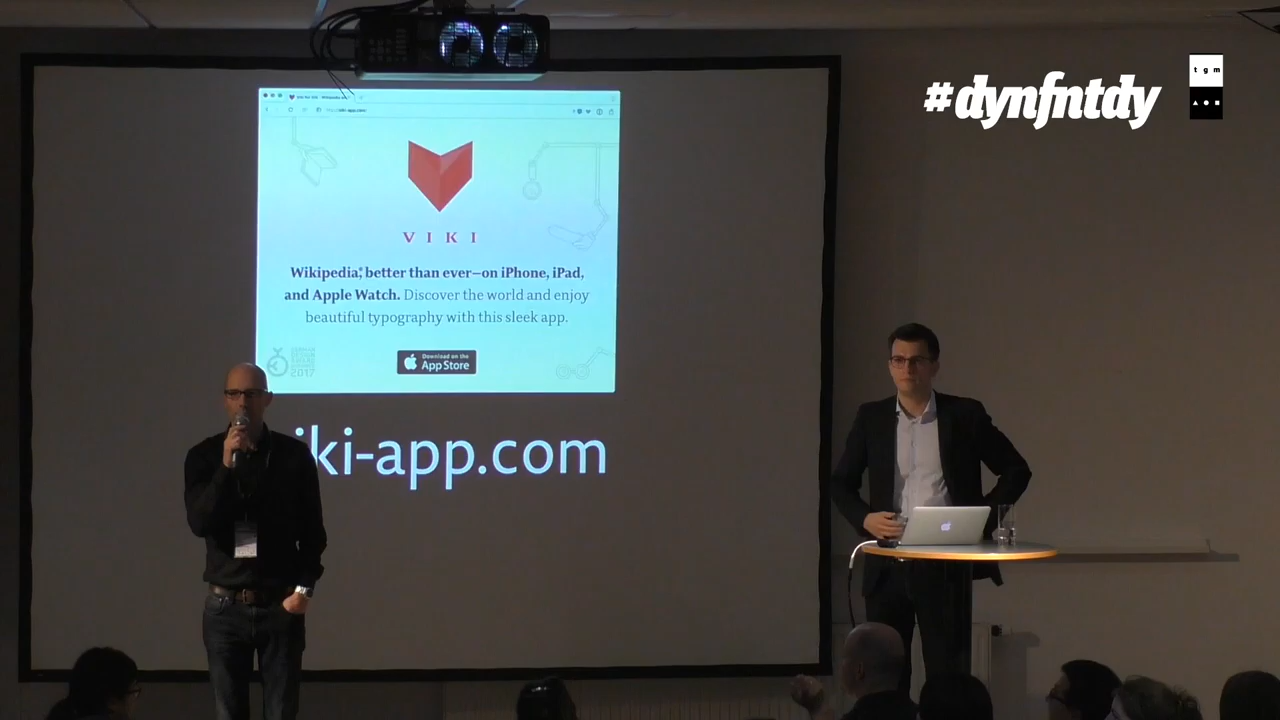 #dynfntdy
tgm
VIKI
Wikipedia, better than ever—on iPhone, iPad,
and Apple Watch. Discover the world and enjoy
beautiful typography with this sleek app.
Download on the
App Store
2017
iki-app.com